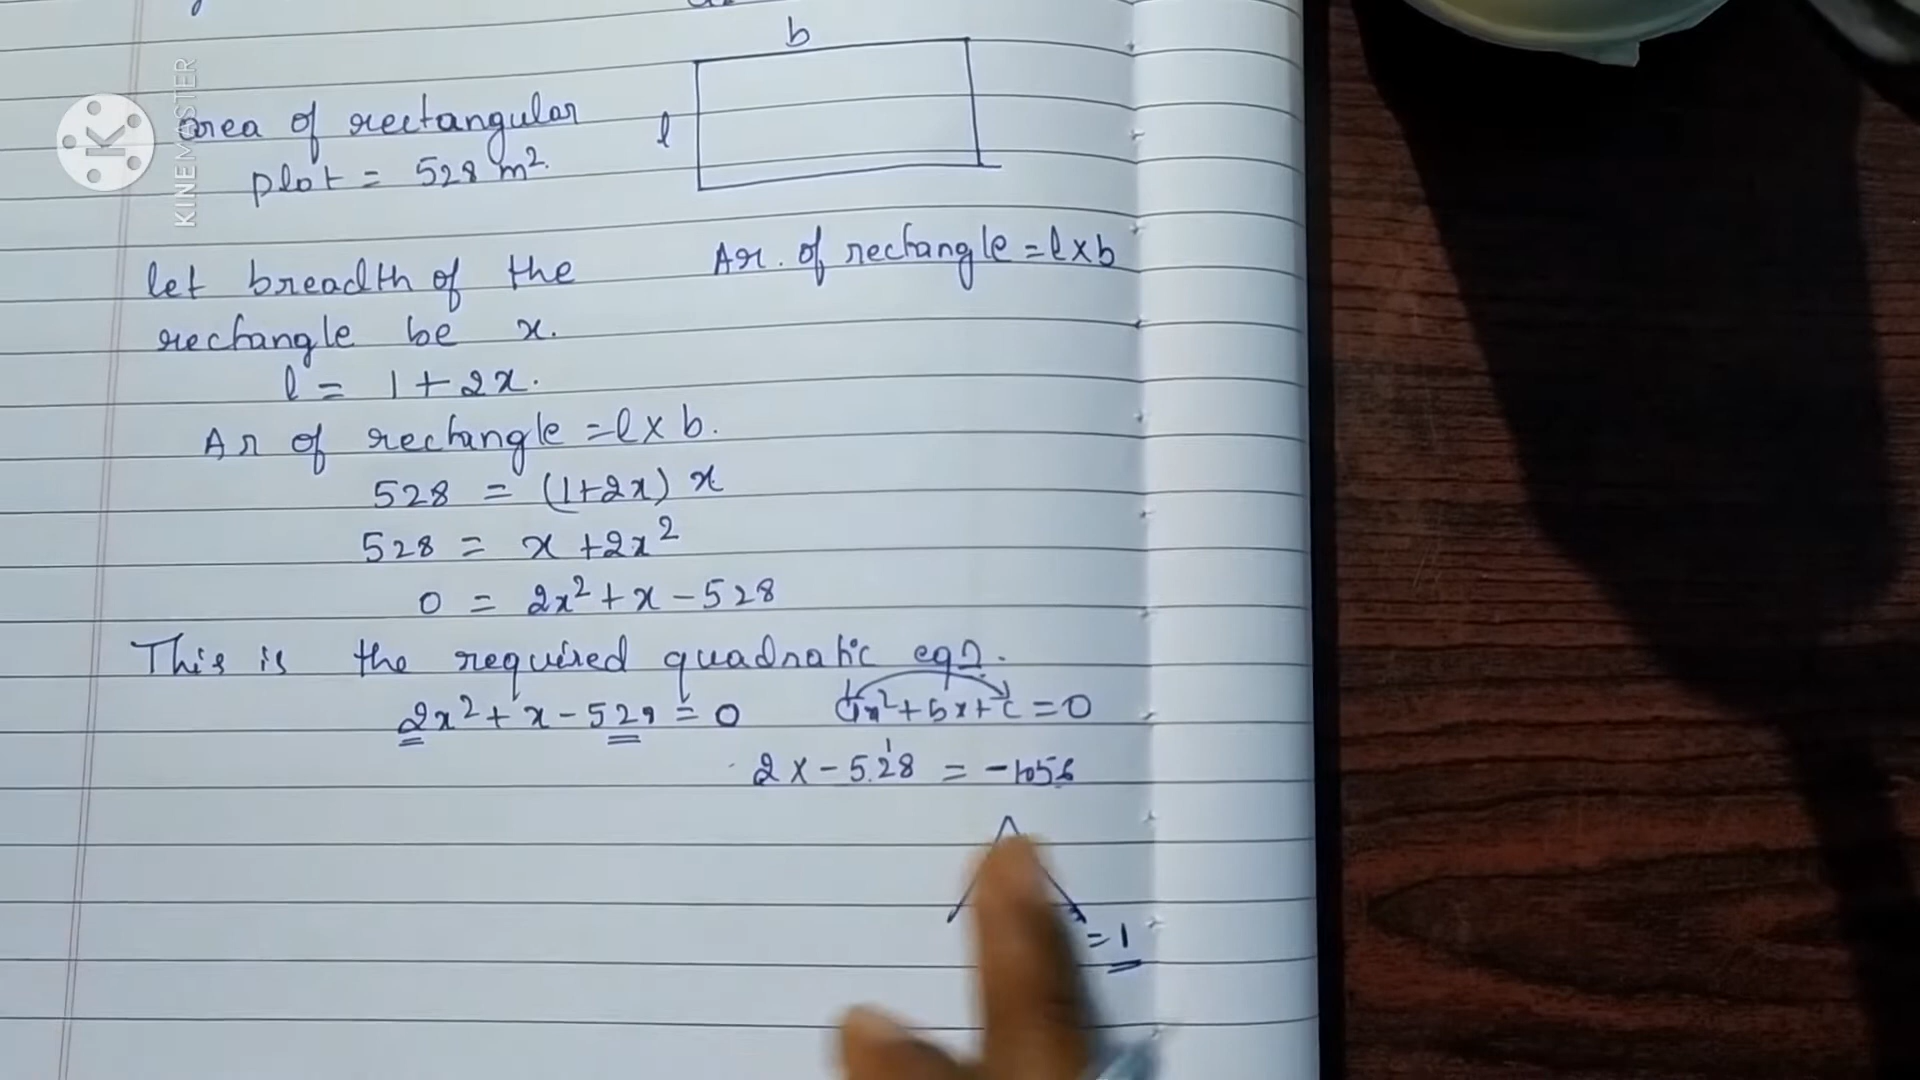 b
area of rectangular
l
plot = 528 m².
let breadth of the
Ar. of rectangle = l×b
rectangle be x.
l = 1+2x.
Ar of rectangle = l×b.
528 = (1+2x) x
528 = x +2x²
0 = 2x²+x-528
This is the required quadratic eqn.
2x²+x-528=0
ax²+bx+c=0
2×-528 = -1056
=1
KINEMASTER